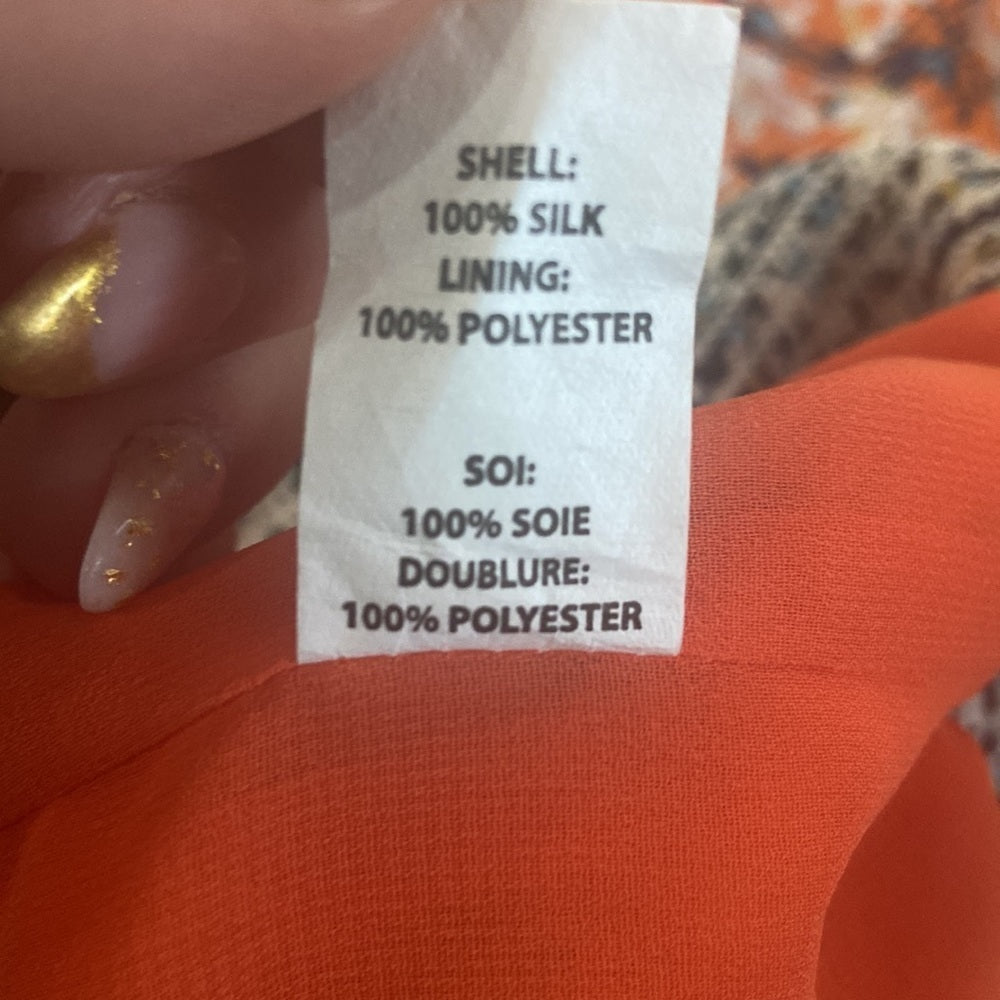 SHELL:
100% SILK
LINING:
100% POLYESTER
SOI:
100% SOIE
DOUBLURE:
100% POLYESTER